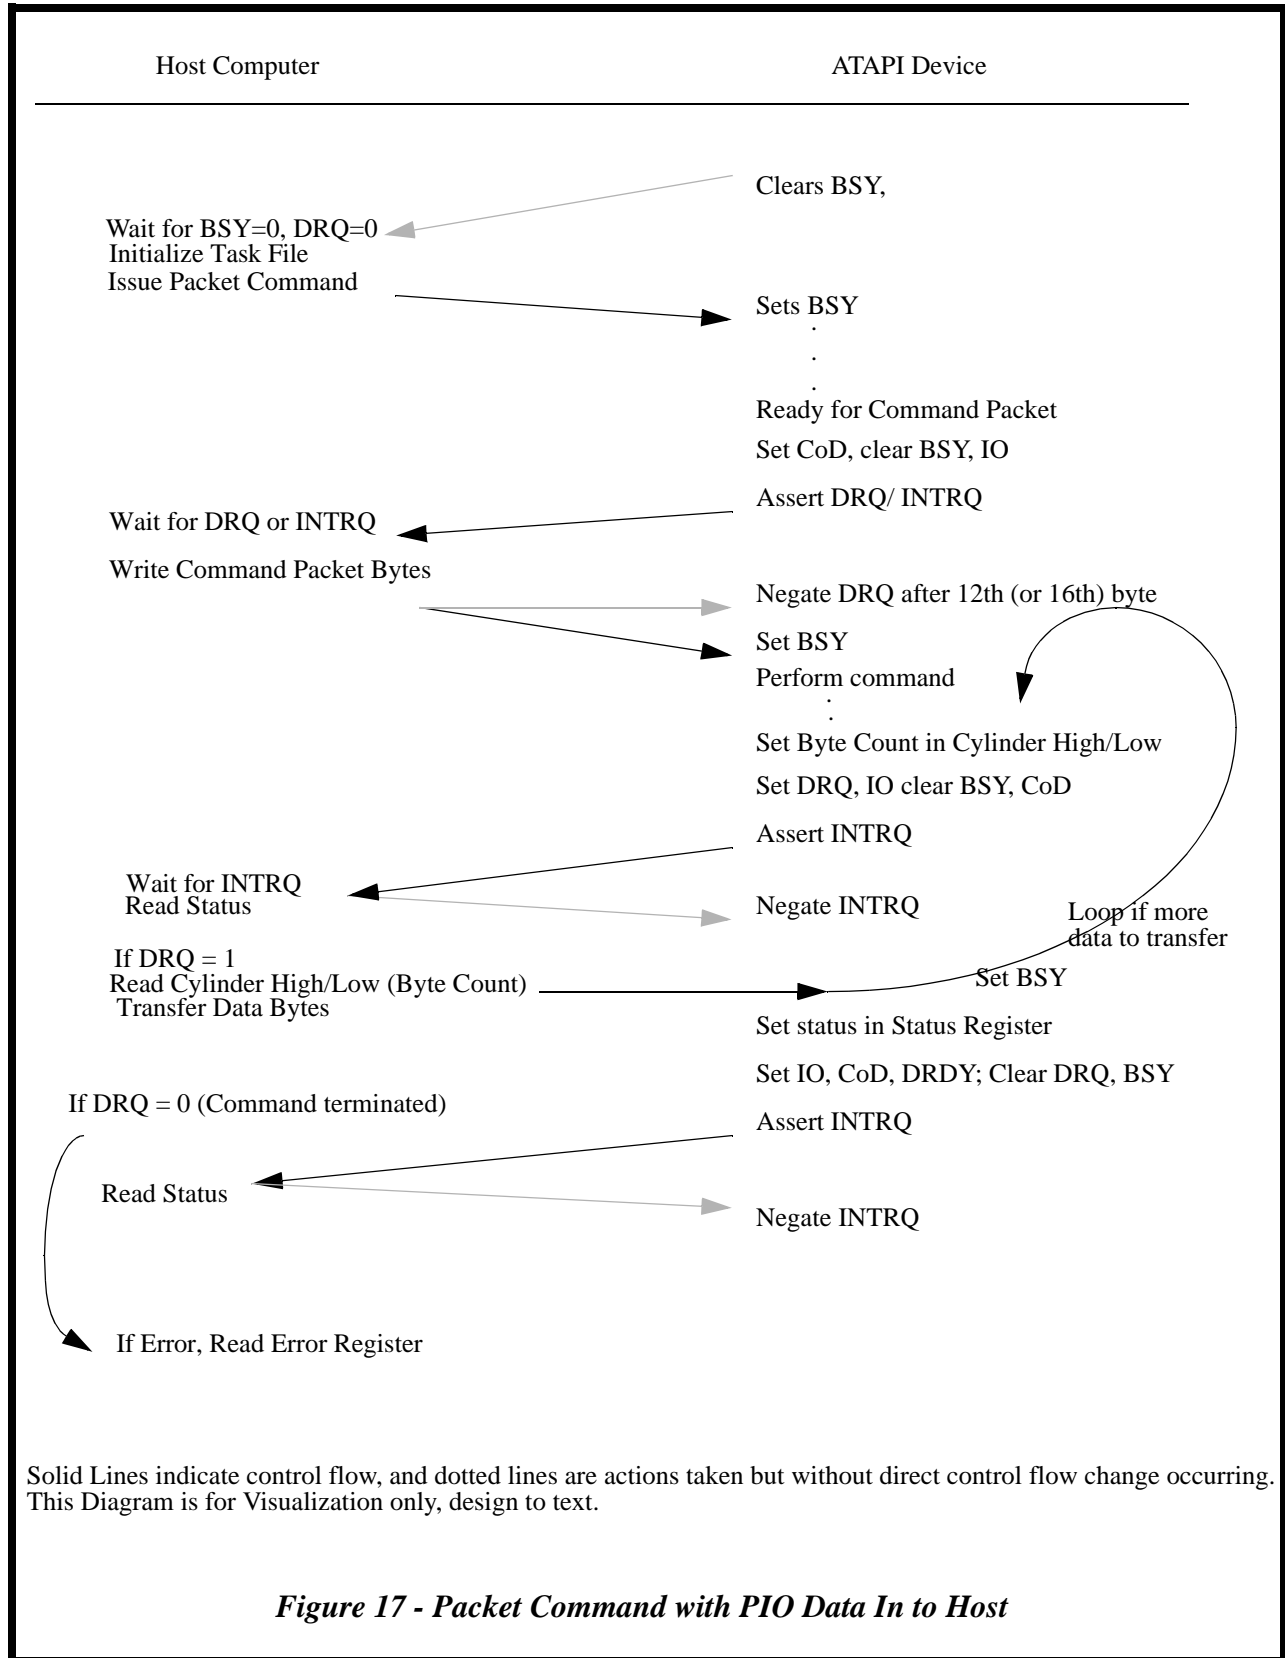 Host Computer
ATAPI Device
Clears BSY,
Wait for BSY=0, DRQ=0
Initialize Task File
Issue Packet Command
Sets BSY
.
.
.
Ready for Command Packet
Set CoD, clear BSY, IO
Assert DRQ/ INTRQ
Wait for DRQ or INTRQ
Write Command Packet Bytes
Negate DRQ after 12th (or 16th) byte
Set BSY
Perform command
.
.
Set Byte Count in Cylinder High/Low
Set DRQ, IO clear BSY, CoD
Assert INTRQ
Wait for INTRQ
Read Status
Negate INTRQ
Loop if more
data to transfer
If DRQ = 1
Read Cylinder High/Low (Byte Count)
Transfer Data Bytes
Set BSY
Set status in Status Register
Set IO, CoD, DRDY; Clear DRQ, BSY
If DRQ = 0 (Command terminated)
Assert INTRQ
Read Status
Negate INTRQ
If Error, Read Error Register
Solid Lines indicate control flow, and dotted lines are actions taken but without direct control flow change occurring.
This Diagram is for Visualization only, design to text.
Figure 17 - Packet Command with PIO Data In to Host